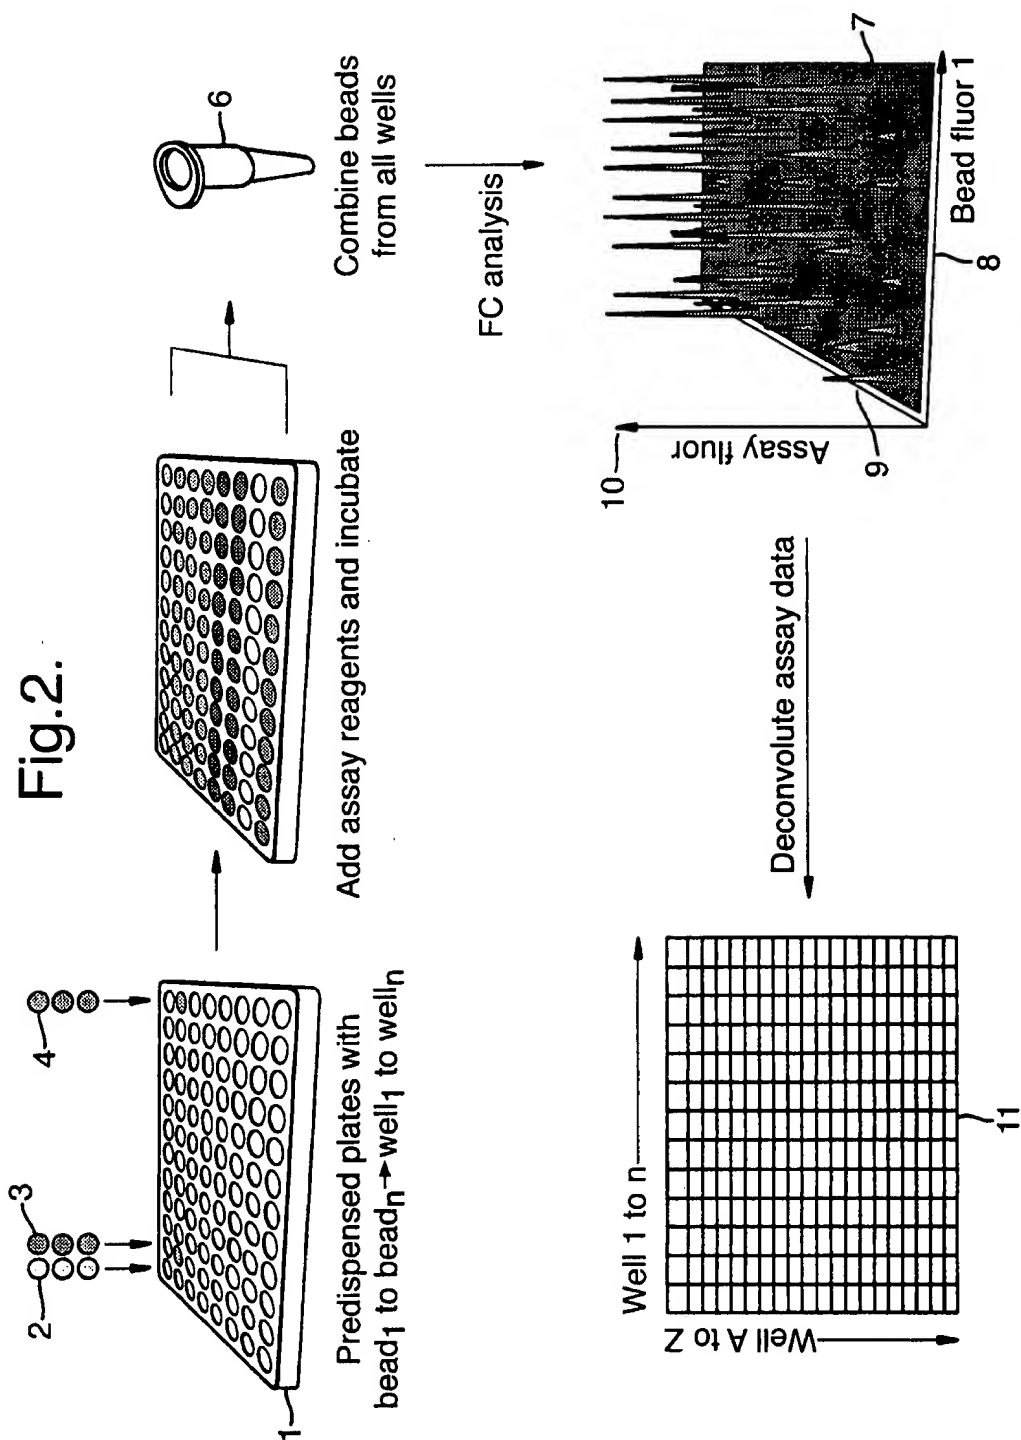 Fig.2.
2
3
4
1
Predispensed plates with
bead1 to beadn→well1 to welln
Add assay reagents and incubate
6
Combine beads
from all wells
FC analysis
10
Assay fluor
9
8
Bead fluor 1
7
Deconvolute assay data
Well 1 to n
Well A to Z
11